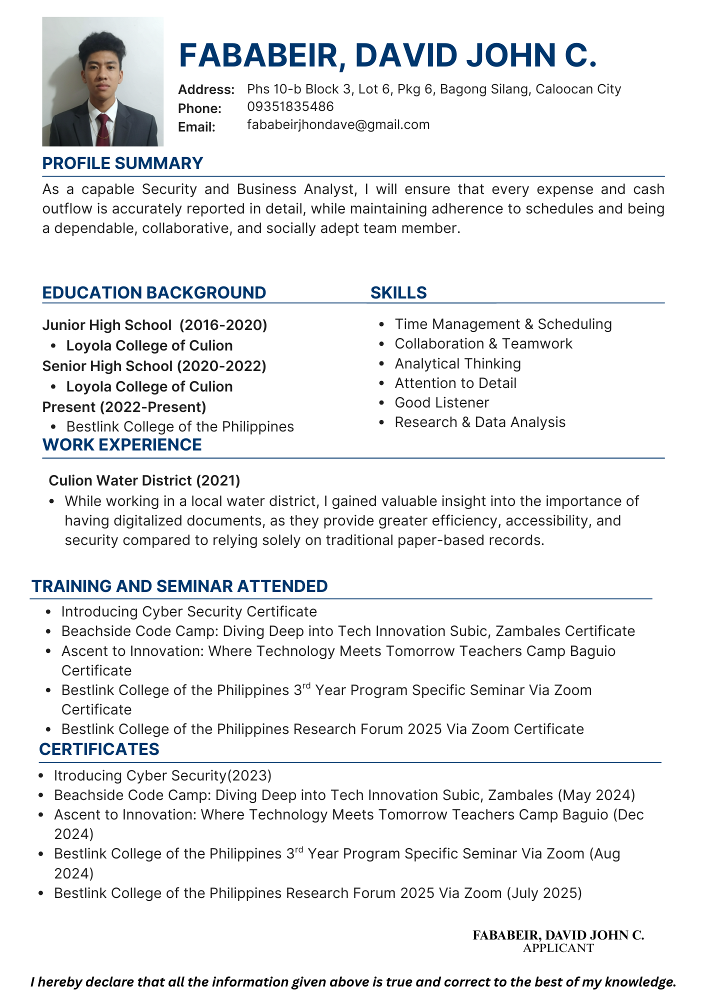 FABABEIR, DAVID JOHN C.
Address: Phs 10-b Block 3, Lot 6, Pkg 6, Bagong Silang, Caloocan City
Phone: 09351835486
Email: fababeirjhondave@gmail.com
PROFILE SUMMARY
As a capable Security and Business Analyst, I will ensure that every expense and cash
outflow is accurately reported in detail, while maintaining adherence to schedules and being
a dependable, collaborative, and socially adept team member.
EDUCATION BACKGROUND
Junior High School (2016-2020)
• Loyola College of Culion
Senior High School (2020-2022)
• Loyola College of Culion
Present (2022-Present)
• Bestlink College of the Philippines
SKILLS
• Time Management & Scheduling
• Collaboration & Teamwork
• Analytical Thinking
• Attention to Detail
• Good Listener
• Research & Data Analysis
WORK EXPERIENCE
Culion Water District (2021)
• While working in a local water district, I gained valuable insight into the importance of
having digitalized documents, as they provide greater efficiency, accessibility, and
security compared to relying solely on traditional paper-based records.
TRAINING AND SEMINAR ATTENDED
• Introducing Cyber Security Certificate
• Beachside Code Camp: Diving Deep into Tech Innovation Subic, Zambales Certificate
• Ascent to Innovation: Where Technology Meets Tomorrow Teachers Camp Baguio
Certificate
• Bestlink College of the Philippines 3rd Year Program Specific Seminar Via Zoom
Certificate
• Bestlink College of the Philippines Research Forum 2025 Via Zoom Certificate
CERTIFICATES
• Itroducing Cyber Security(2023)
• Beachside Code Camp: Diving Deep into Tech Innovation Subic, Zambales (May 2024)
• Ascent to Innovation: Where Technology Meets Tomorrow Teachers Camp Baguio (Dec
2024)
• Bestlink College of the Philippines 3rd Year Program Specific Seminar Via Zoom (Aug
2024)
• Bestlink College of the Philippines Research Forum 2025 Via Zoom (July 2025)
FABABEIR, DAVID JOHN C.
APPLICANT
I hereby declare that all the information given above is true and correct to the best of my knowledge.